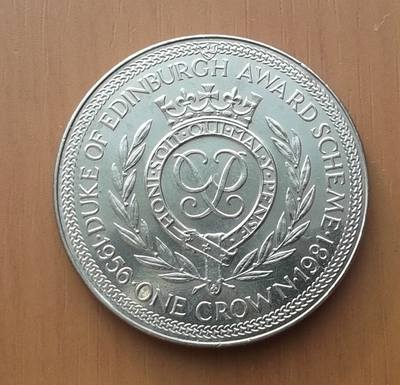 DUKE OF EDINBURGH AWARD SCHEME
·1956·ONE CROWN·1981·
HONI·SOIT·QUI·MAL·Y·PENSE